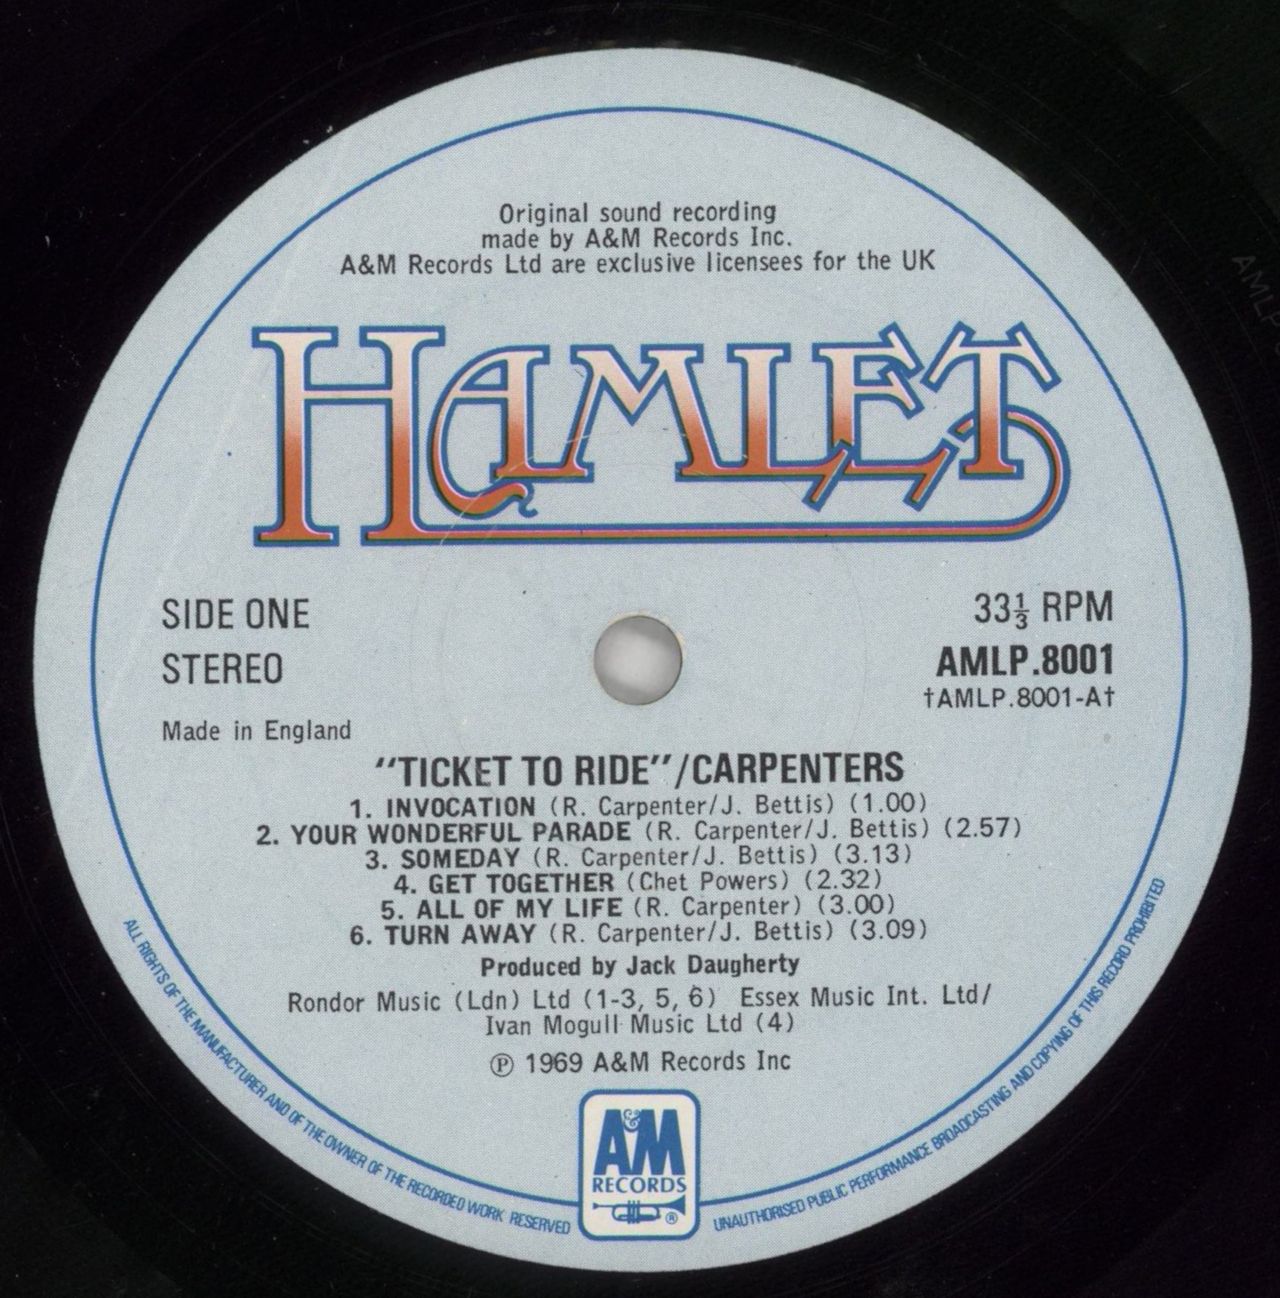 Original sound recording
made by A&M Records Inc.
A&M Records Ltd are exclusive licensees for the UK
HAMLET
SIDE ONE
STEREO
Made in England
33⅓ RPM
AMLP.8001
†AMLP.8001-A†
"TICKET TO RIDE"/CARPENTERS
1. INVOCATION (R. Carpenter/J. Bettis) (1.00)
2. YOUR WONDERFUL PARADE (R. Carpenter/J. Bettis) (2.57)
3. SOMEDAY (R. Carpenter/J. Bettis) (3.13)
4. GET TOGETHER (Chet Powers) (2.32)
5. ALL OF MY LIFE (R. Carpenter) (3.00)
6. TURN AWAY (R. Carpenter/J. Bettis) (3.09)
Produced by Jack Daugherty
Rondor Music (Ldn) Ltd (1-3, 5, 6) Essex Music Int. Ltd/
Ivan Mogull Music Ltd (4)
℗ 1969 A&M Records Inc
A&M
RECORDS
®
ALL RIGHTS OF THE MANUFACTURER AND OF THE OWNER OF THE RECORDED WORK RESERVED
UNAUTHORISED PUBLIC PERFORMANCE BROADCASTING AND COPYING OF THIS RECORD PROHIBITED